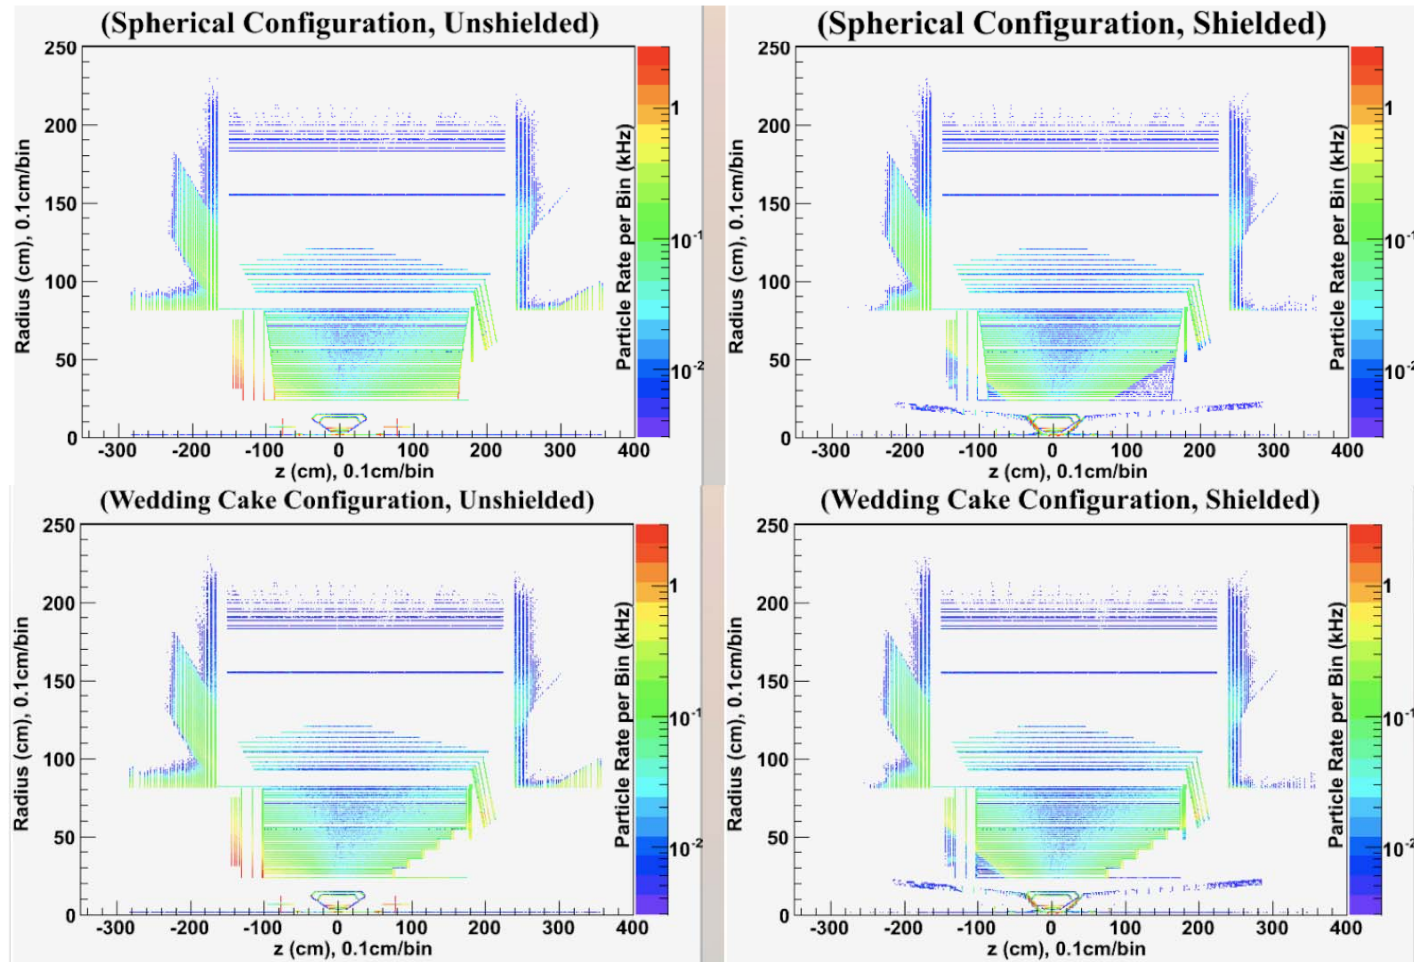 (Spherical Configuration, Unshielded)
250
200
150
100
50
0
Radius (cm), 0.1cm/bin
-300 -200 -100 0 100 200 300 400
z (cm), 0.1cm/bin
1
10-1
10-2
Particle Rate per Bin (kHz)
(Spherical Configuration, Shielded)
250
200
150
100
50
0
Radius (cm), 0.1cm/bin
-300 -200 -100 0 100 200 300 400
z (cm), 0.1cm/bin
1
10-1
10-2
Particle Rate per Bin (kHz)
(Wedding Cake Configuration, Unshielded)
250
200
150
100
50
0
Radius (cm), 0.1cm/bin
-300 -200 -100 0 100 200 300 400
z (cm), 0.1cm/bin
1
10-1
10-2
Particle Rate per Bin (kHz)
(Wedding Cake Configuration, Shielded)
250
200
150
100
50
0
Radius (cm), 0.1cm/bin
-300 -200 -100 0 100 200 300 400
z (cm), 0.1cm/bin
1
10-1
10-2
Particle Rate per Bin (kHz)